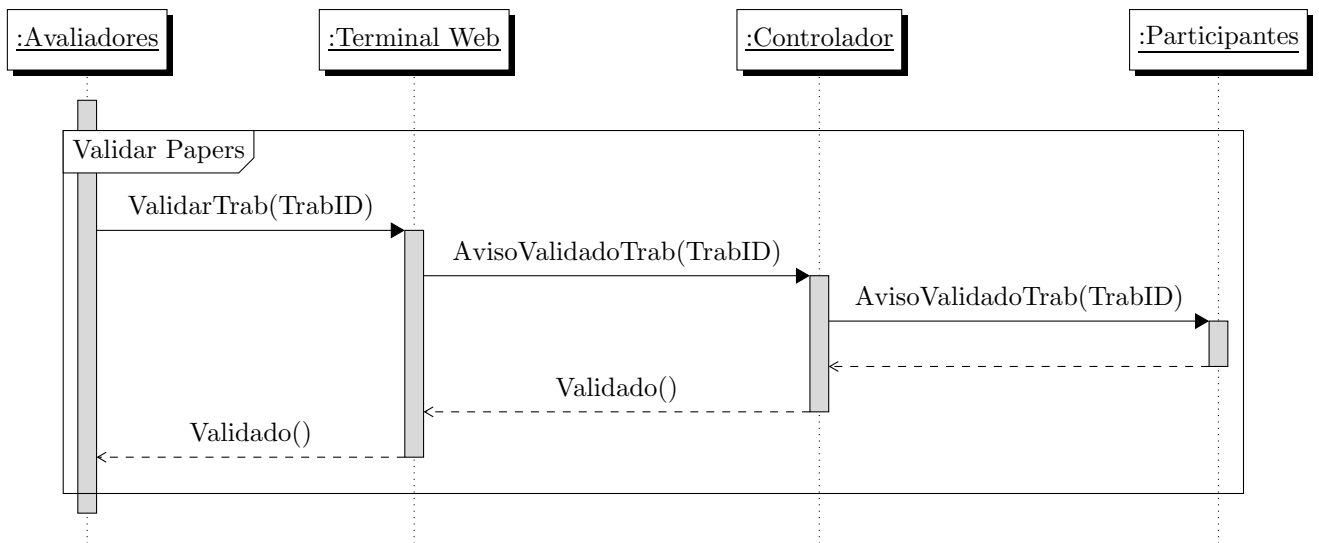 :Avaliadores
:Terminal Web
:Controlador
:Participantes
Validar Papers
ValidarTrab(TrabID)
AvisoValidadoTrab(TrabID)
AvisoValidadoTrab(TrabID)
Validado()
Validado()